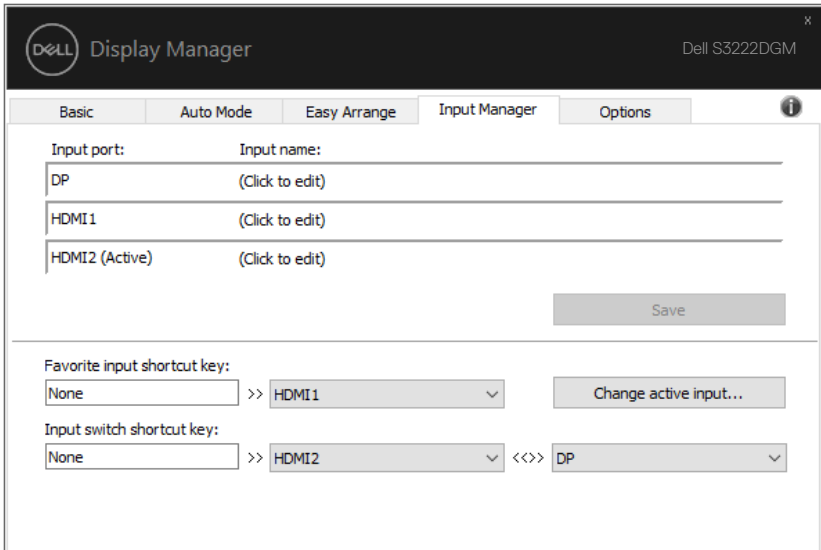 x
DELL Display Manager Dell S3222DGM
Basic Auto Mode Easy Arrange Input Manager Options i
Input port: Input name:
DP (Click to edit)
HDMI1 (Click to edit)
HDMI2 (Active) (Click to edit)
Save
Favorite input shortcut key:
None >> HDMI1 Change active input...
Input switch shortcut key:
None >> HDMI2 <<>> DP